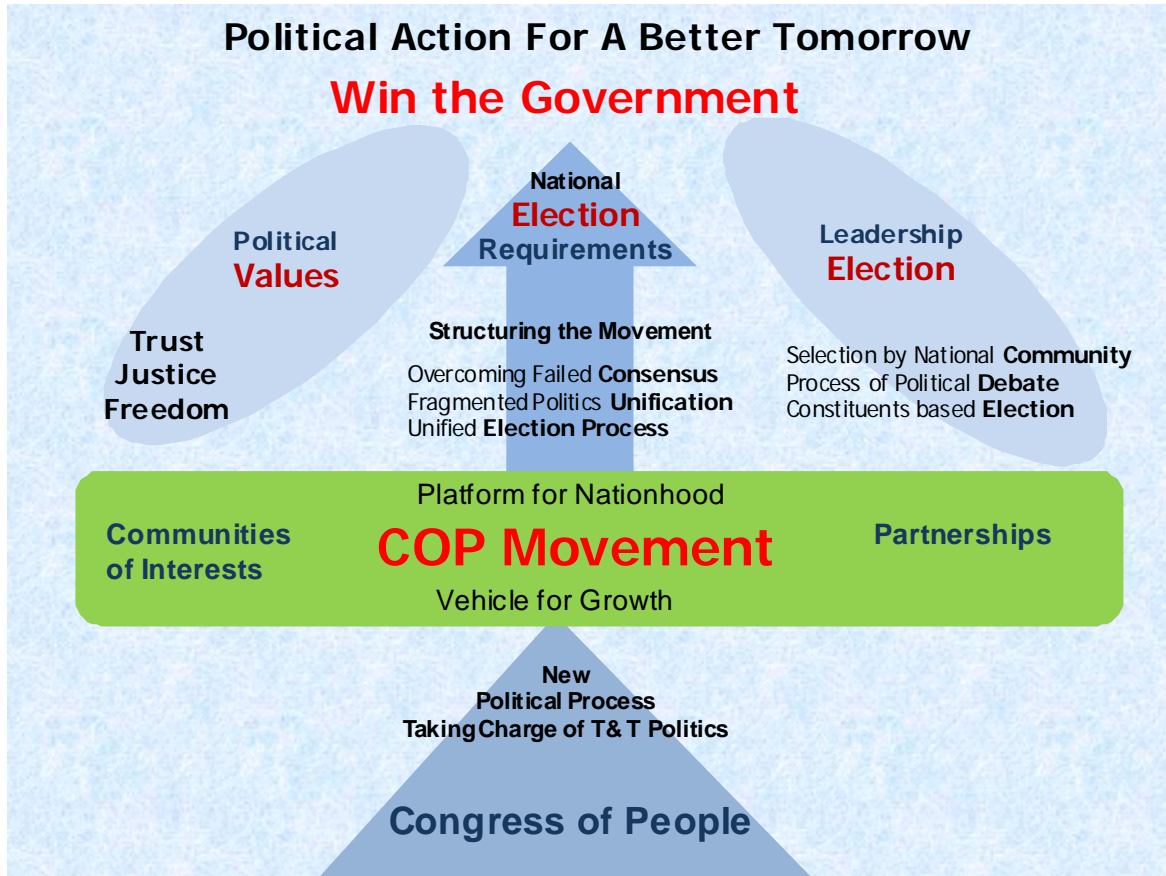 Political Action For A Better Tomorrow
Win the Government
National
Election
Requirements
Political
Values
Trust
Justice
Freedom
Structuring the Movement
Overcoming Failed Consensus
Fragmented Politics Unification
Unified Election Process
Leadership
Election
Selection by National Community
Process of Political Debate
Constituents based Election
Platform for Nationhood
Communities
of Interests
COP Movement
Partnerships
Vehicle for Growth
New
Political Process
Taking Charge of T& T Politics
Congress of People